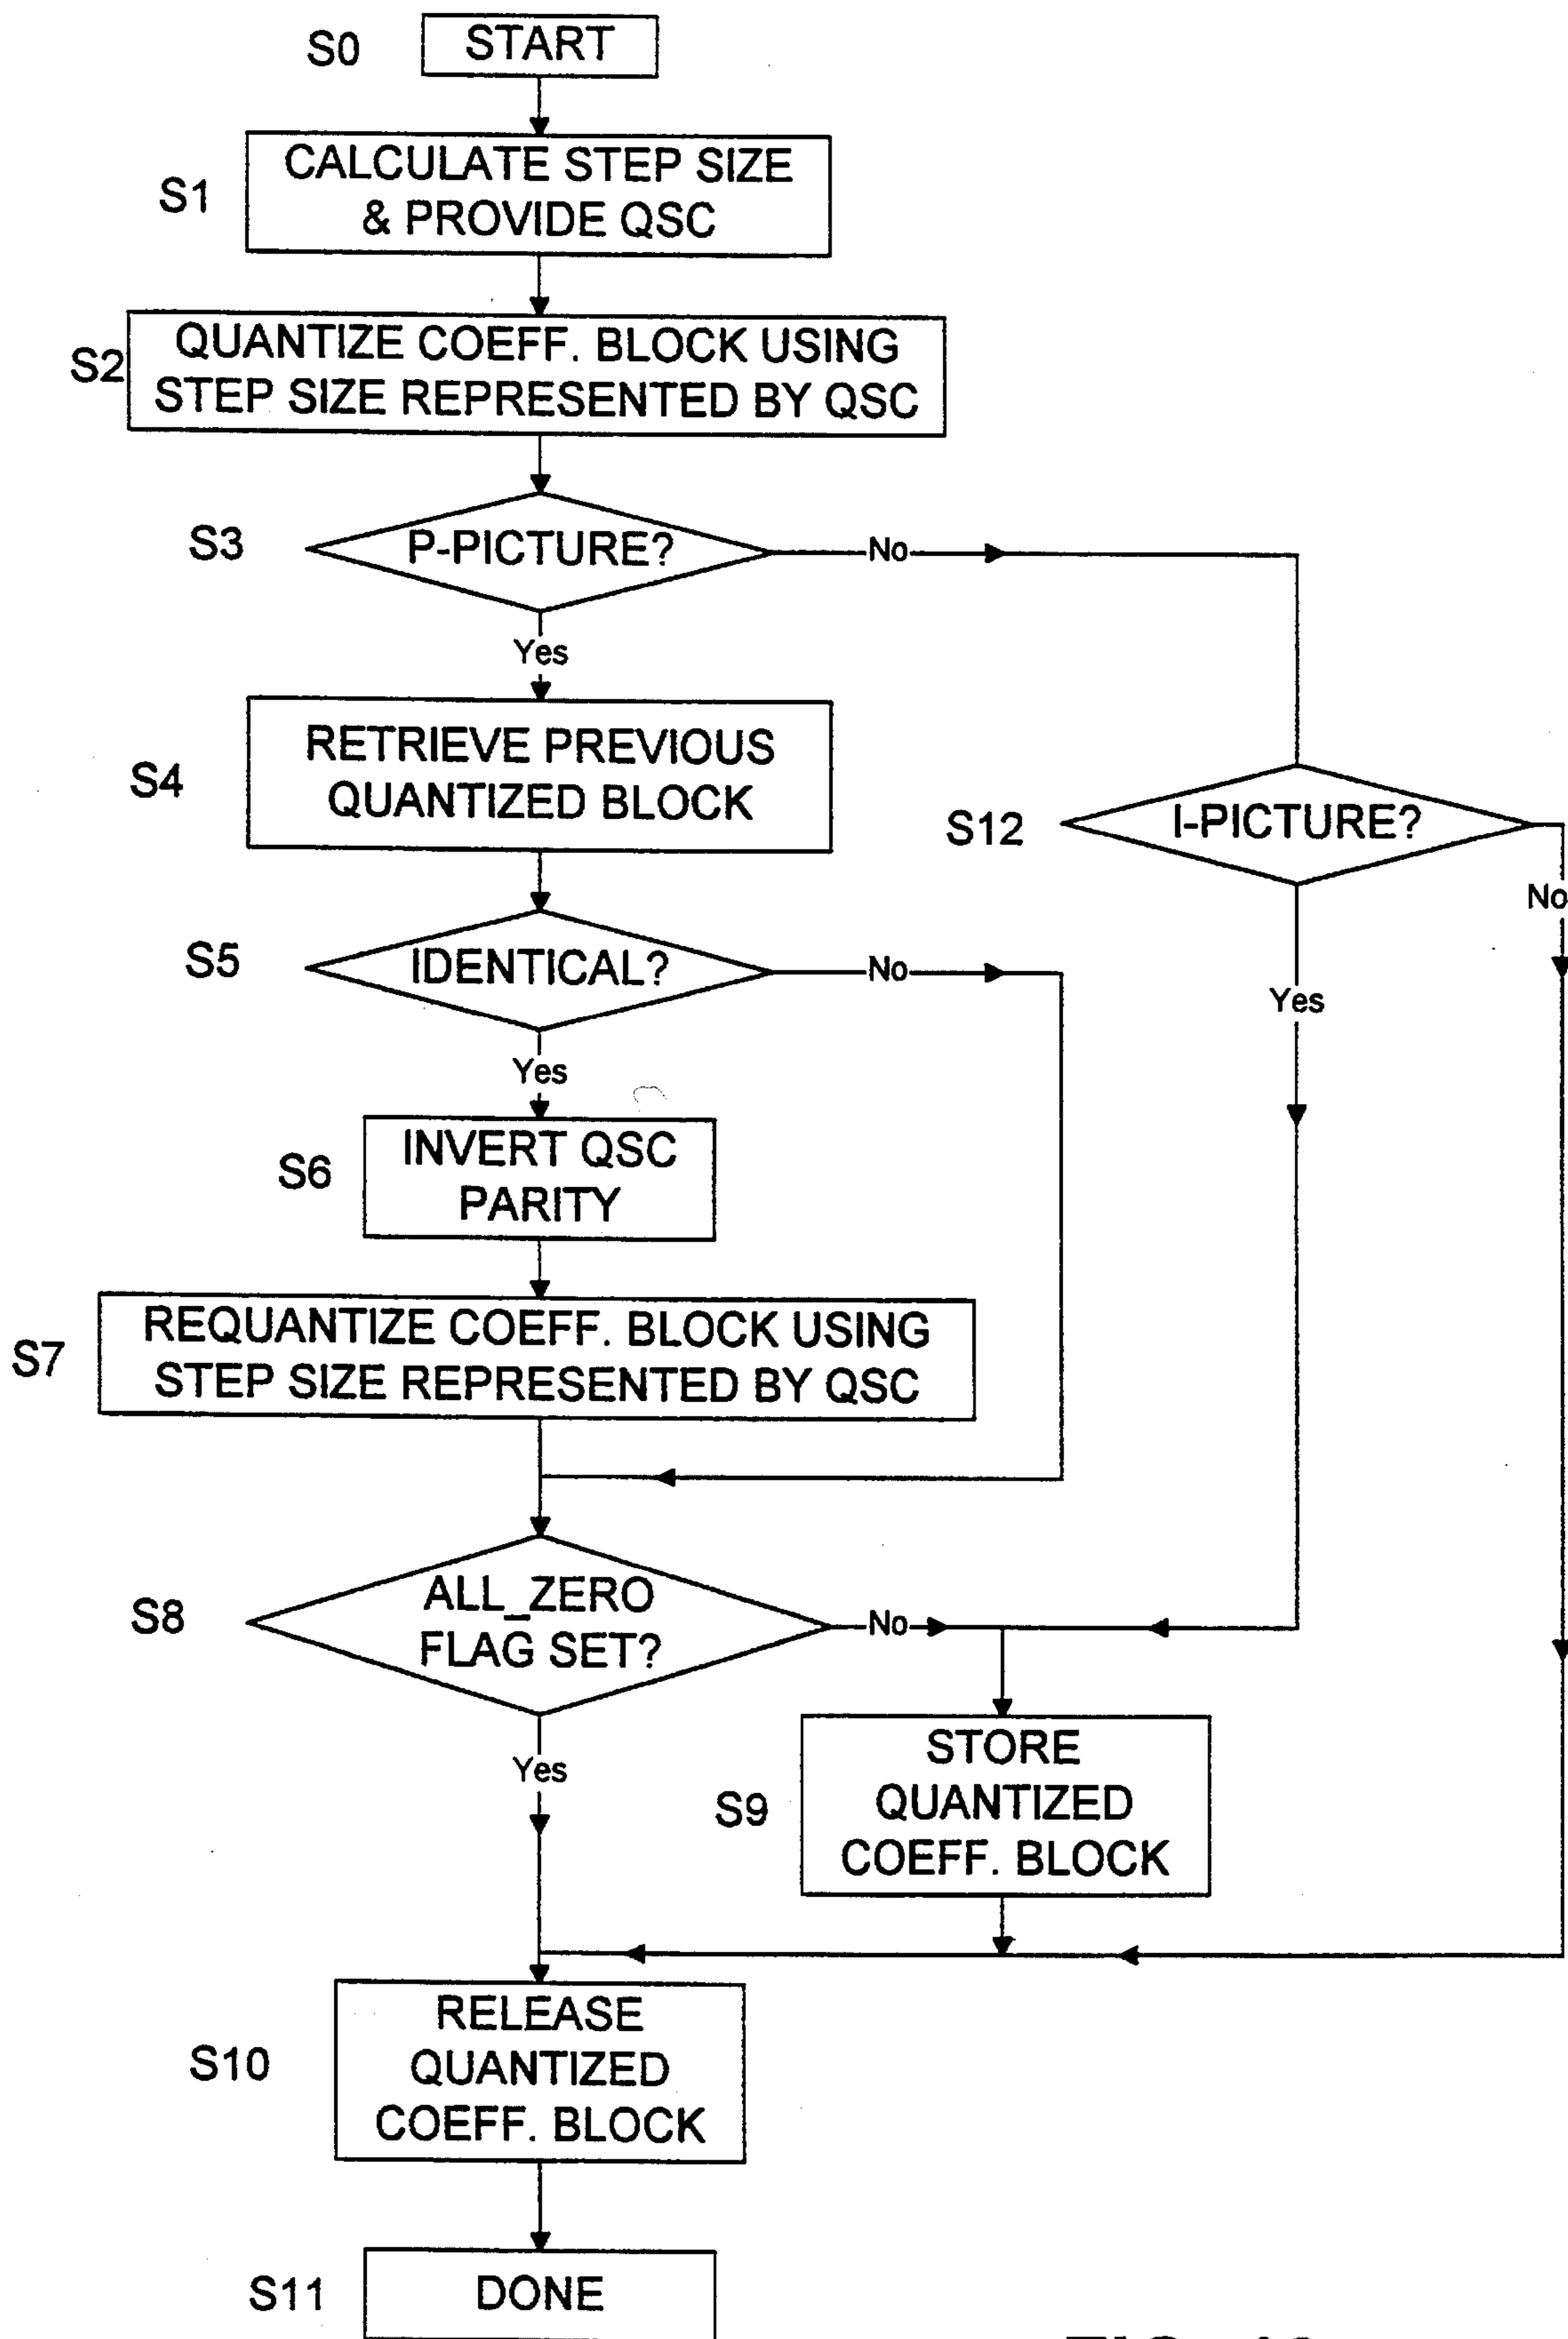 S0
START
S1
CALCULATE STEP SIZE
& PROVIDE QSC
S2
QUANTIZE COEFF. BLOCK USING
STEP SIZE REPRESENTED BY QSC
S3
P-PICTURE?
No
Yes
S4
RETRIEVE PREVIOUS
QUANTIZED BLOCK
S12
I-PICTURE?
No
Yes
S5
IDENTICAL?
No
Yes
S6
INVERT QSC
PARITY
S7
REQUANTIZE COEFF. BLOCK USING
STEP SIZE REPRESENTED BY QSC
S8
ALL_ZERO
FLAG SET?
No
Yes
S9
STORE
QUANTIZED
COEFF. BLOCK
S10
RELEASE
QUANTIZED
COEFF. BLOCK
S11
DONE